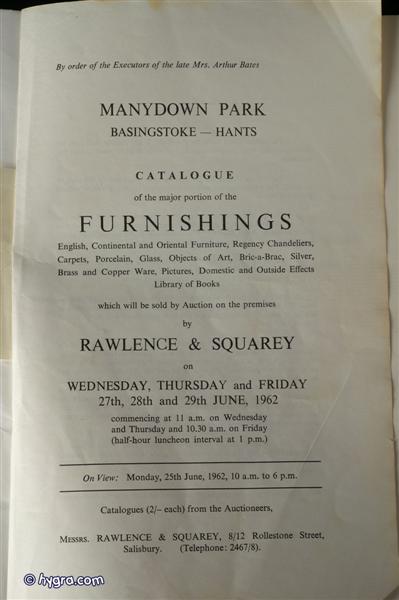 By order of the Executors of the late Mrs. Arthur Bates
MANYDOWN PARK
BASINGSTOKE — HANTS
CATALOGUE
of the major portion of the
FURNISHINGS
English, Continental and Oriental Furniture, Regency Chandeliers,
Carpets, Porcelain, Glass, Objects of Art, Bric-a-Brac, Silver,
Brass and Copper Ware, Pictures, Domestic and Outside Effects
Library of Books
which will be sold by Auction on the premises
by
RAWLENCE & SQUAREY
on
WEDNESDAY, THURSDAY and FRIDAY
27th, 28th and 29th JUNE, 1962
commencing at 11 a.m. on Wednesday
and Thursday and 10.30 a.m. on Friday
(half-hour luncheon interval at 1 p.m.)
On View: Monday, 25th June, 1962, 10 a.m. to 6 p.m.
Catalogues (2/– each) from the Auctioneers,
MESSRS. RAWLENCE & SQUAREY, 8/12 Rollestone Street,
Salisbury. (Telephone: 2467/8).
© hygra.com